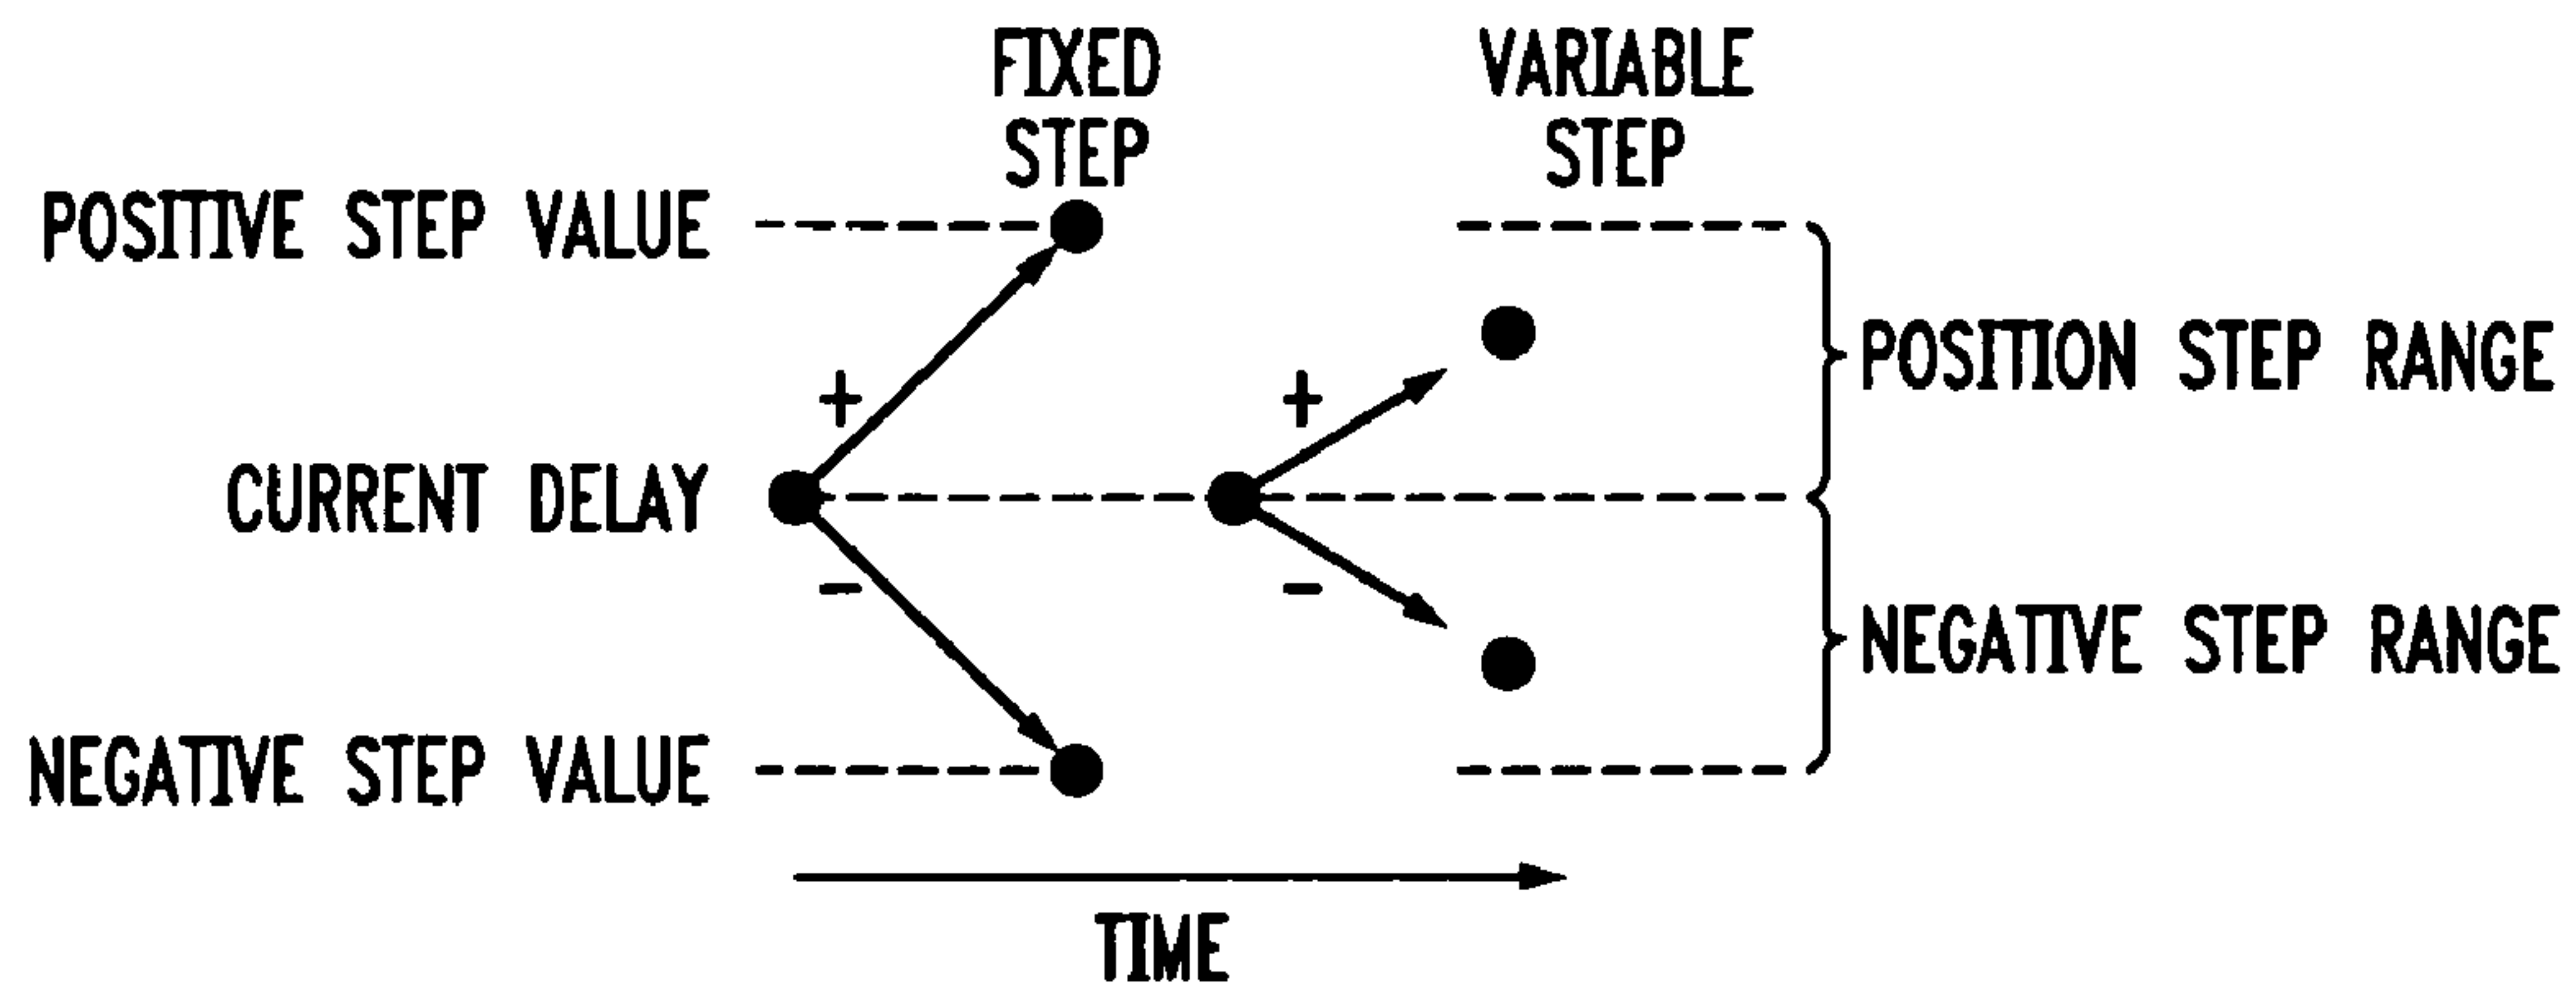 FIXED
STEP
VARIABLE
STEP
POSITIVE STEP VALUE
+
+
POSITION STEP RANGE
CURRENT DELAY
-
-
NEGATIVE STEP RANGE
NEGATIVE STEP VALUE
TIME